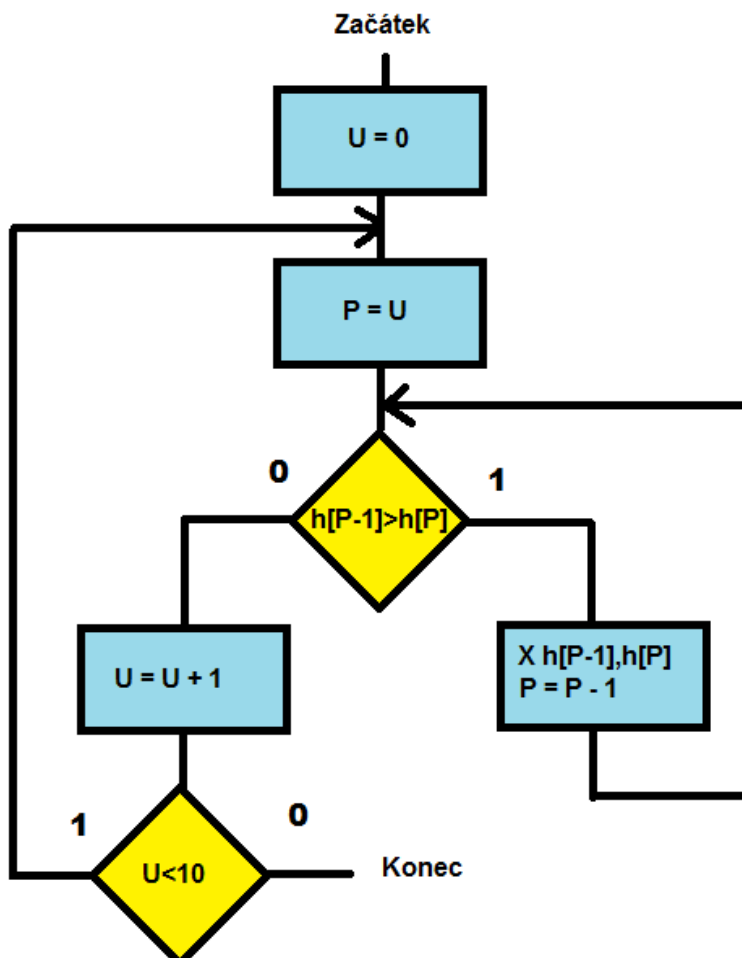 Začátek
U = 0
P = U
0
1
h[P-1]>h[P]
U = U + 1
X h[P-1],h[P]
P = P - 1
1
0
U<10
Konec